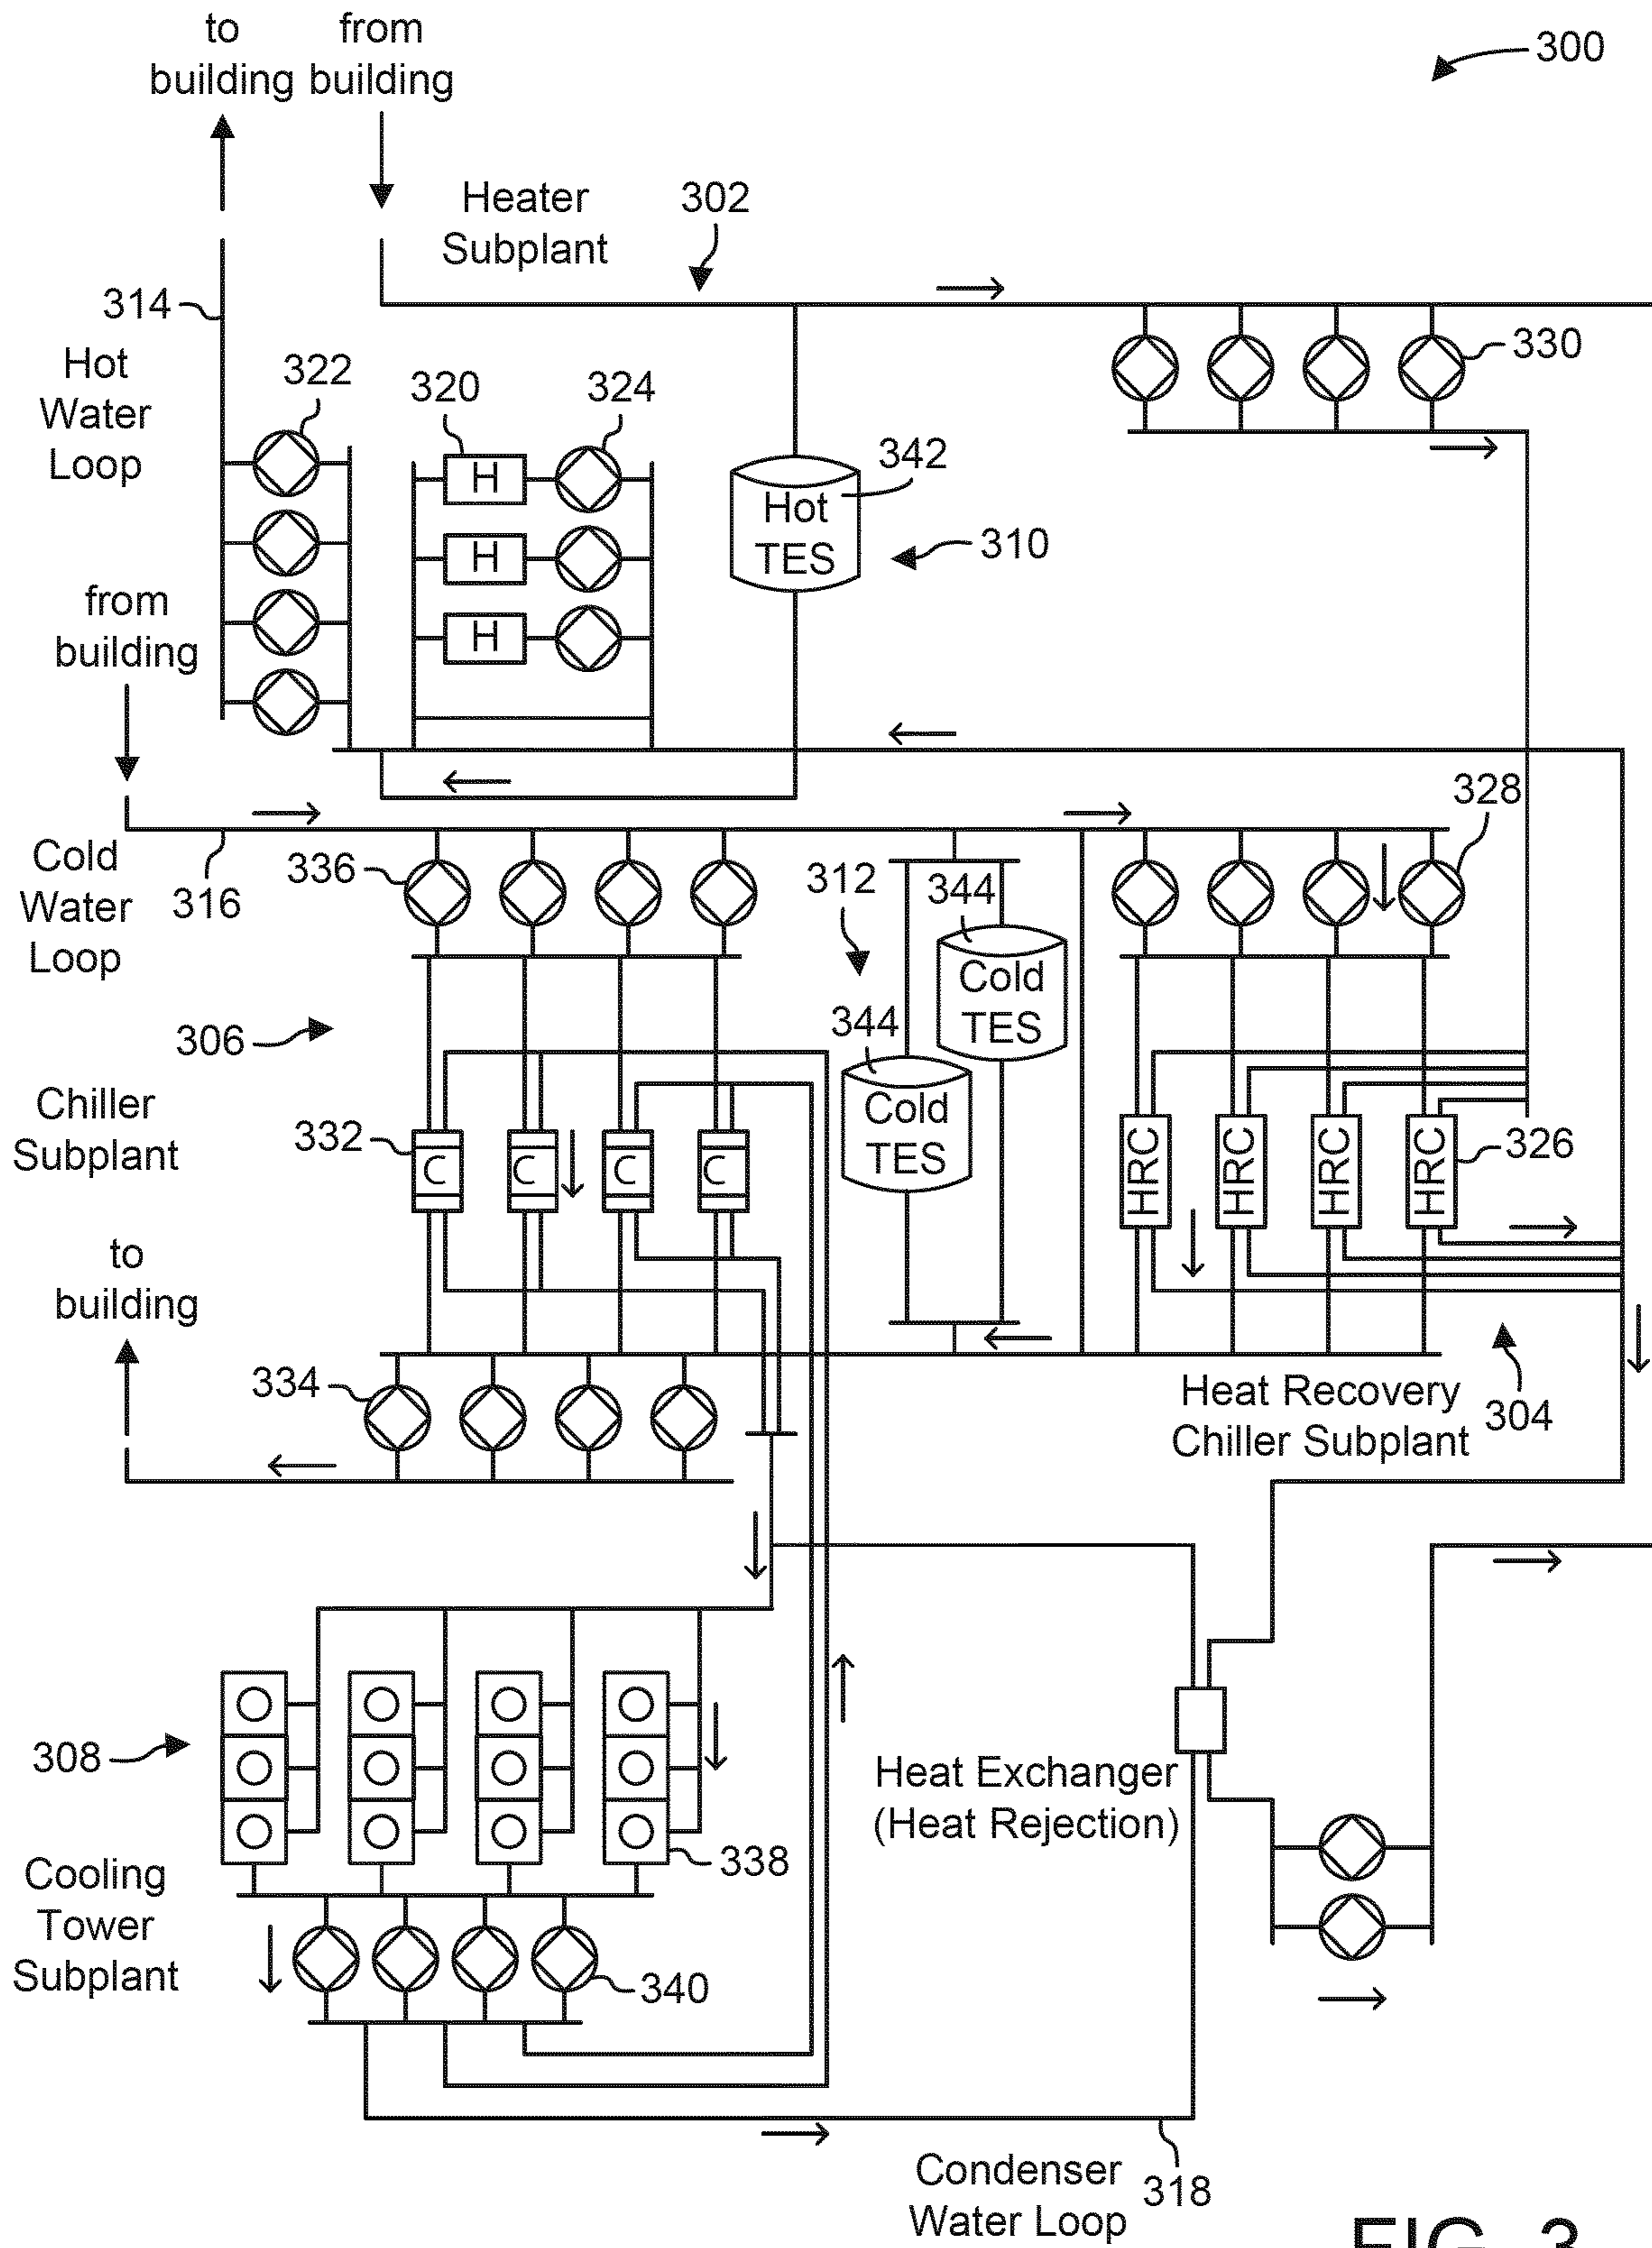 to
building
from
building
300
Heater
Subplant
302
314
Hot
Water
Loop
322
320
324
330
H
H
H
Hot
TES
342
310
from
building
328
Cold
Water
Loop
316
336
312
344
Cold
TES
344
Cold
TES
306
Chiller
Subplant
332
C
C
C
C
HRC
HRC
HRC
HRC
326
to
building
334
Heat Recovery
Chiller Subplant
304
308
Heat Exchanger
(Heat Rejection)
338
Cooling
Tower
Subplant
340
Condenser
Water Loop
318
FIG. 3